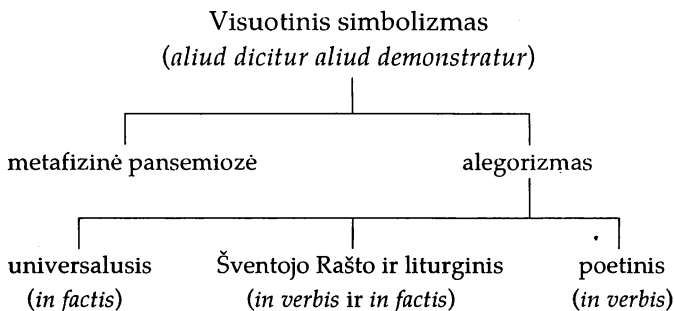 Visuotinis simbolizmas
(aliud dicitur aliud demonstratur)
metafizinė pansemiozė alegorizmas
universalusis Šventojo Rašto ir liturginis poetinis
(in factis) (in verbis ir in factis) (in verbis)